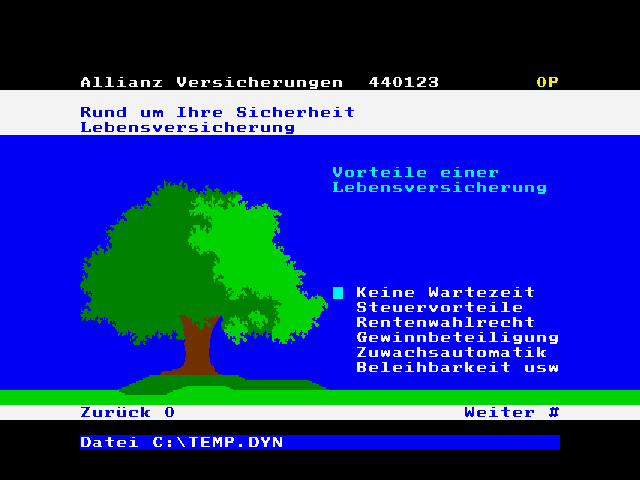 Allianz Versicherungen 440123 0P
Rund um Ihre Sicherheit
Lebensversicherung
Vorteile einer
Lebensversicherung
Keine Wartezeit
Steuervorteile
Rentenwahlrecht
Gewinnbeteiligung
Zuwachsautomatik
Beleihbarkeit usw
Zurück 0 Weiter #
Datei C:\TEMP.DYN